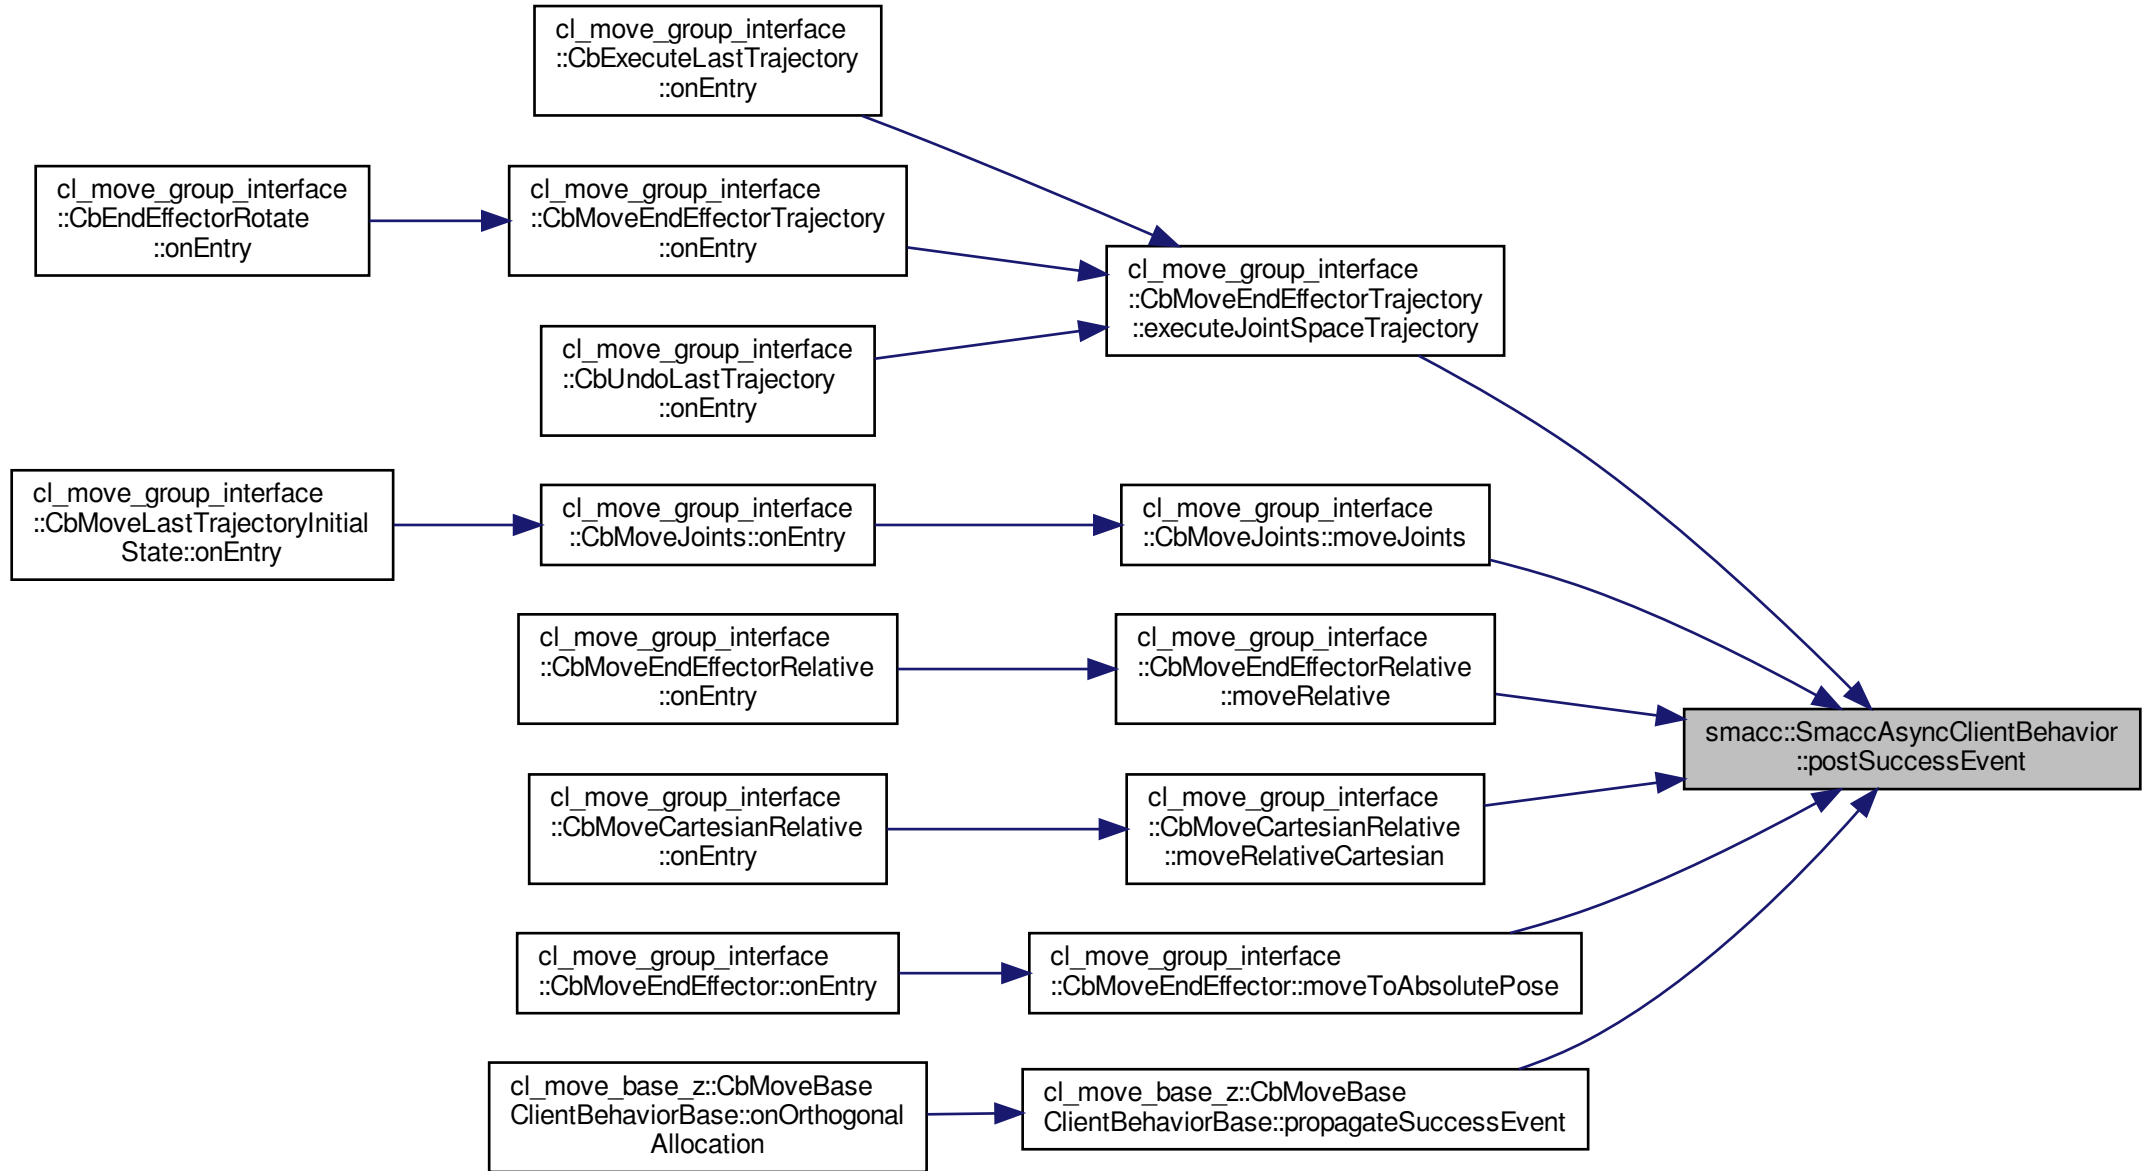 cl_move_group_interface
::CbExecuteLastTrajectory
::onEntry
cl_move_group_interface
::CbEndEffectorRotate
::onEntry
cl_move_group_interface
::CbMoveEndEffectorTrajectory
::onEntry
cl_move_group_interface
::CbMoveEndEffectorTrajectory
::executeJointSpaceTrajectory
cl_move_group_interface
::CbUndoLastTrajectory
::onEntry
cl_move_group_interface
::CbMoveLastTrajectoryInitial
State::onEntry
cl_move_group_interface
::CbMoveJoints::onEntry
cl_move_group_interface
::CbMoveJoints::moveJoints
cl_move_group_interface
::CbMoveEndEffectorRelative
::onEntry
cl_move_group_interface
::CbMoveEndEffectorRelative
::moveRelative
smacc::SmaccAsyncClientBehavior
::postSuccessEvent
cl_move_group_interface
::CbMoveCartesianRelative
::onEntry
cl_move_group_interface
::CbMoveCartesianRelative
::moveRelativeCartesian
cl_move_group_interface
::CbMoveEndEffector::onEntry
cl_move_group_interface
::CbMoveEndEffector::moveToAbsolutePose
cl_move_base_z::CbMoveBase
ClientBehaviorBase::onOrthogonal
Allocation
cl_move_base_z::CbMoveBase
ClientBehaviorBase::propagateSuccessEvent